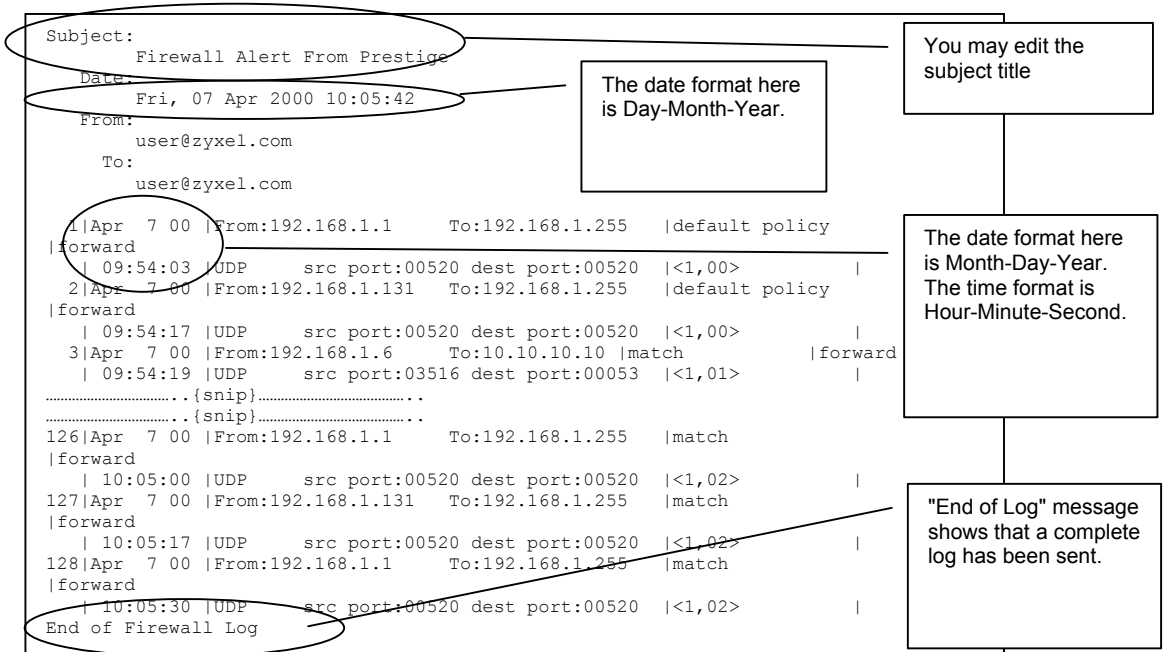 Subject:
Firewall Alert From Prestige
Date:
Fri, 07 Apr 2000 10:05:42
From:
user@zyxel.com
To:
user@zyxel.com
1|Apr  7 00 |From:192.168.1.1     To:192.168.1.255   |default policy
|forward
| 09:54:03 |UDP     src port:00520 dest port:00520  |<1,00>            |
2|Apr  7 00 |From:192.168.1.131   To:192.168.1.255   |default policy
|forward
| 09:54:17 |UDP     src port:00520 dest port:00520  |<1,00>            |
3|Apr  7 00 |From:192.168.1.6     To:10.10.10.10 |match            |forward
| 09:54:19 |UDP     src port:03516 dest port:00053  |<1,01>            |
……………………………..{snip}…………………………………..
……………………………..{snip}…………………………………..
126|Apr  7 00 |From:192.168.1.1     To:192.168.1.255   |match
|forward
| 10:05:00 |UDP     src port:00520 dest port:00520  |<1,02>            |
127|Apr  7 00 |From:192.168.1.131   To:192.168.1.255   |match
|forward
| 10:05:17 |UDP     src port:00520 dest port:00520  |<1,02>            |
128|Apr  7 00 |From:192.168.1.1     To:192.168.1.255   |match
|forward
| 10:05:30 |UDP     src port:00520 dest port:00520  |<1,02>            |
End of Firewall Log
You may edit the
subject title
The date format here
is Day-Month-Year.
The date format here
is Month-Day-Year.
The time format is
Hour-Minute-Second.
"End of Log" message
shows that a complete
log has been sent.